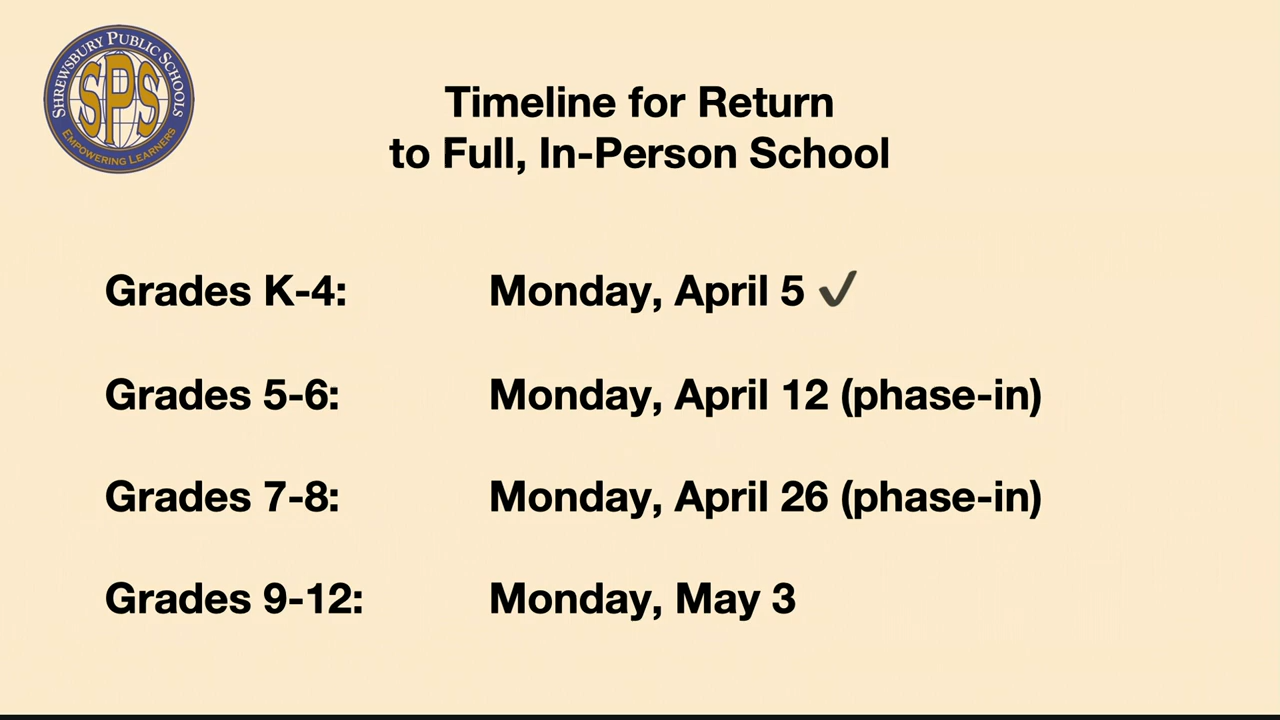 SHREWSBURY PUBLIC SCHOOLS
SPS
EMPOWERING LEARNERS
Timeline for Return
to Full, In-Person School
Grades K-4: Monday, April 5 ✓
Grades 5-6: Monday, April 12 (phase-in)
Grades 7-8: Monday, April 26 (phase-in)
Grades 9-12: Monday, May 3